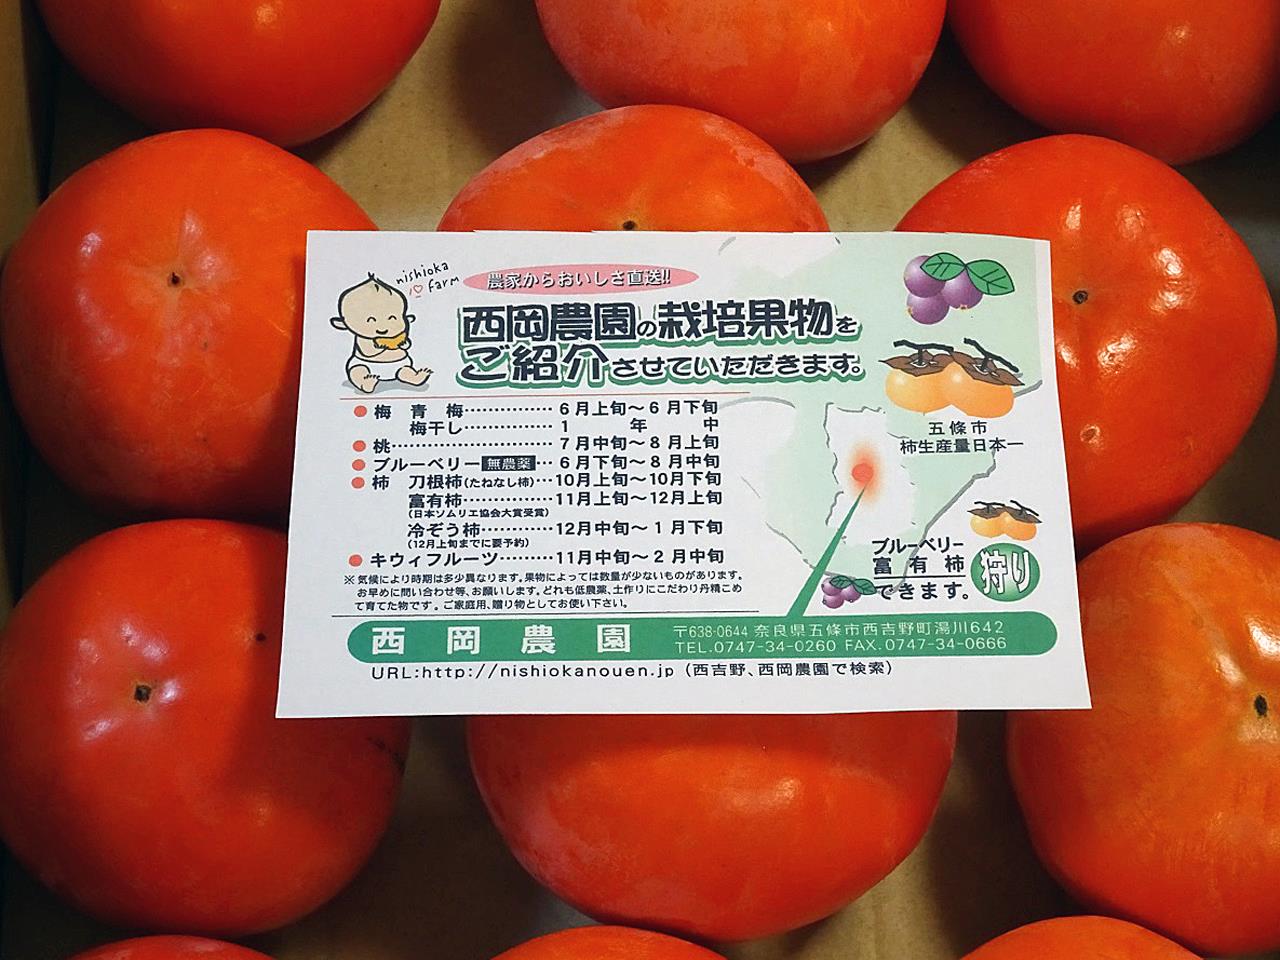 nishioka
farm
農家からおいしさ直送!!
西岡農園の栽培果物を
ご紹介させていただきます。
● 梅 青 梅…………… 6月上旬〜6月下旬
梅干し…………… 1 年 中
● 桃………………………… 7月中旬〜8月上旬
● ブルーベリー 無農薬 … 6月下旬〜8月中旬
● 柿 刀根柿(たねなし柿)…10月上旬〜10月下旬
富有柿……………11月上旬〜12月上旬
(日本ソムリエ協会大賞受賞)
冷ぞう柿…………12月中旬〜1月下旬
(12月上旬までに要予約)
● キウィフルーツ………11月中旬〜2月中旬
※気候により時期は多少異なります。果物によっては数量が少ないものがあります。
お早めに問い合わせ等、お願いします。どれも低農薬、土作りにこだわり丹精こめ
て育てた物です。ご家庭用、贈り物としてお使い下さい。
五條市
柿生産量日本一
ブルーベリー
富有柿
狩り
できます。
西岡農園
〒638-0644 奈良県五條市西吉野町湯川642
TEL.0747-34-0260 FAX.0747-34-0666
URL:http://nishiokanouen.jp (西吉野、西岡農園で検索)